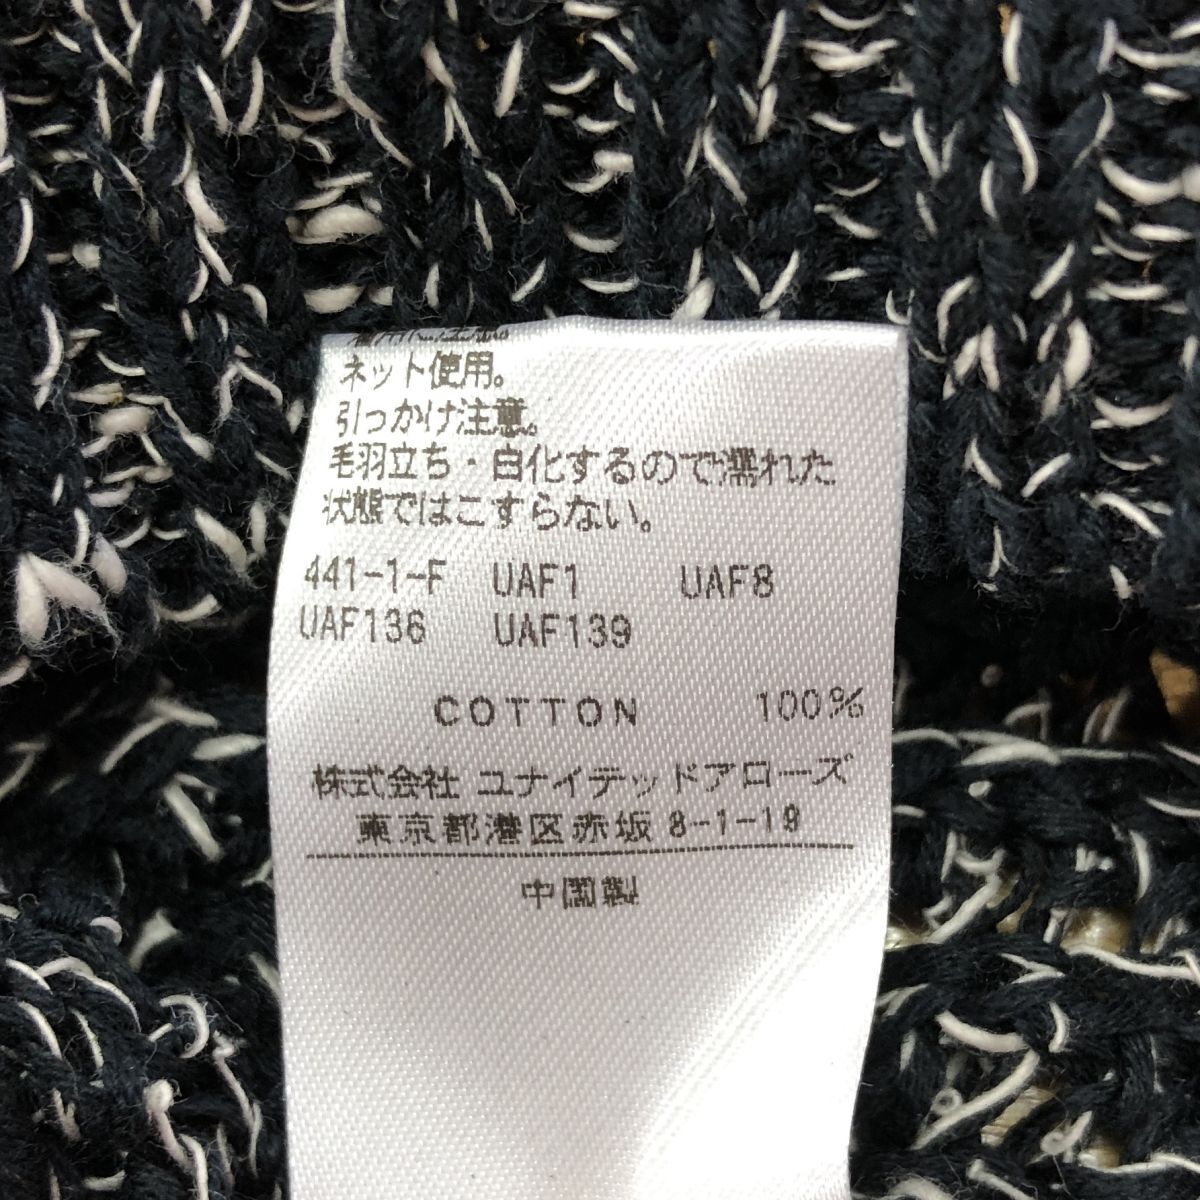 ネット使用。
引っかけ注意。
毛羽立ち・白化するので濡れた
状態ではこすらない。
441-1-F UAF1 UAF8
UAF136 UAF139
COTTON 100%
株式会社 ユナイテッドアローズ
東京都港区赤坂 8-1-19
中国製